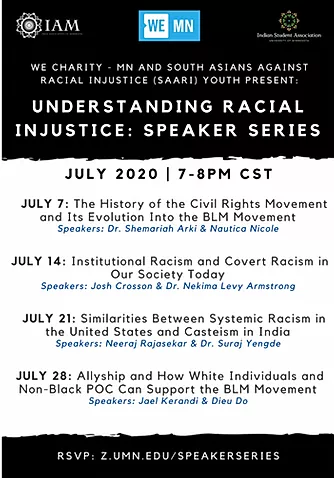 IAM
WE MN
Indian Student Association
WE CHARITY - MN AND SOUTH ASIANS AGAINST
RACIAL INJUSTICE (SAARI) YOUTH PRESENT:
UNDERSTANDING RACIAL
INJUSTICE: SPEAKER SERIES
JULY 2020 | 7-8PM CST
JULY 7: The History of the Civil Rights Movement
and Its Evolution Into the BLM Movement
Speakers: Dr. Shemariah Arki & Nautica Nicole
JULY 14: Institutional Racism and Covert Racism in
Our Society Today
Speakers: Josh Crosson & Dr. Nekima Levy Armstrong
JULY 21: Similarities Between Systemic Racism in
the United States and Casteism in India
Speakers: Neeraj Rajasekar & Dr. Suraj Yengde
JULY 28: Allyship and How White Individuals and
Non-Black POC Can Support the BLM Movement
Speakers: Jael Kerandi & Dieu Do
RSVP: Z.UMN.EDU/SPEAKERSERIES